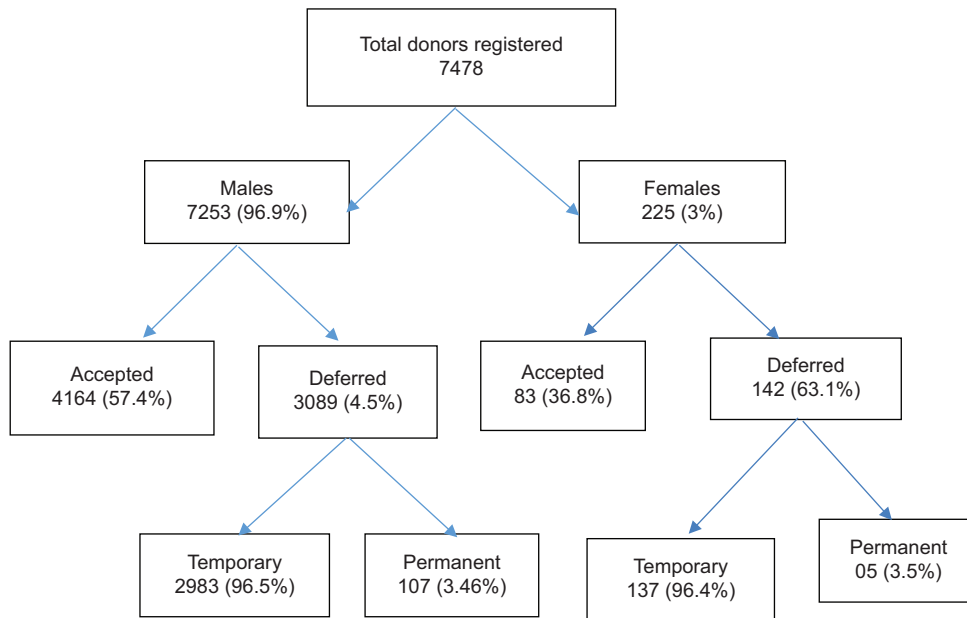 Total donors registered
7478
Males
7253 (96.9%)
Females
225 (3%)
Accepted
4164 (57.4%)
Deferred
3089 (4.5%)
Accepted
83 (36.8%)
Deferred
142 (63.1%)
Temporary
2983 (96.5%)
Permanent
107 (3.46%)
Temporary
137 (96.4%)
Permanent
05 (3.5%)